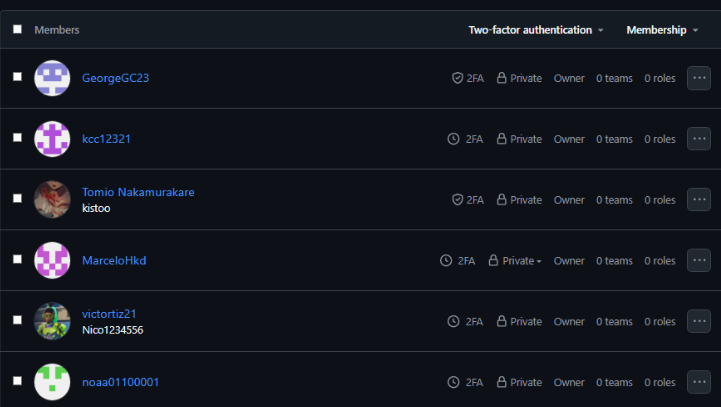 Members Two-factor authentication Membership
GeorgeGC23 2FA Private Owner 0 teams 0 roles
kcc12321 2FA Private Owner 0 teams 0 roles
Tomio Nakamurakare
kistoo 2FA Private Owner 0 teams 0 roles
MarceloHkd 2FA Private Owner 0 teams 0 roles
victortiz21
Nico1234556 2FA Private Owner 0 teams 0 roles
noaa01100001 2FA Private Owner 0 teams 0 roles